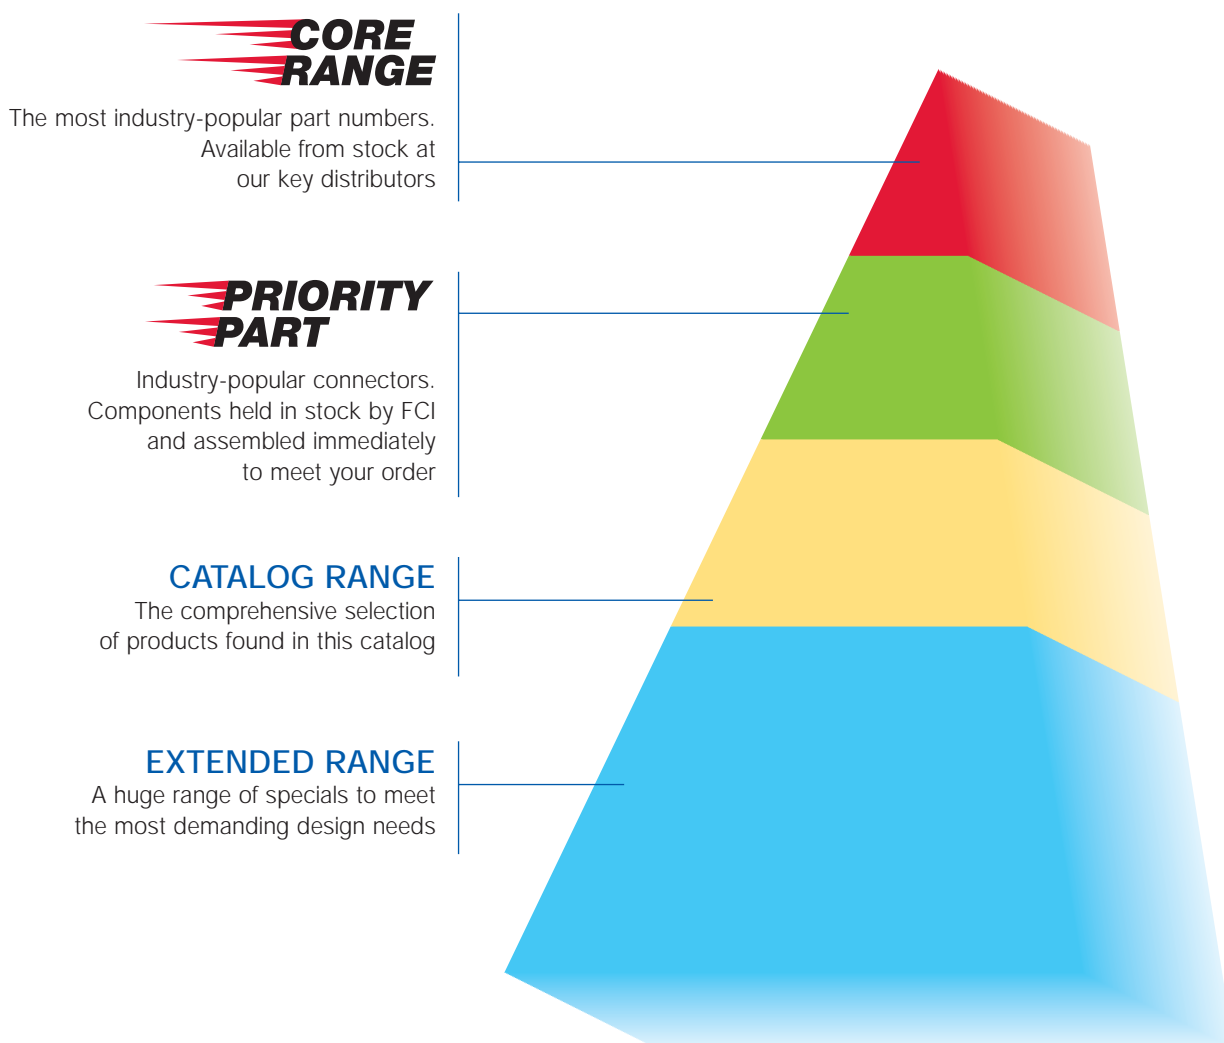 CORE
RANGE
The most industry-popular part numbers.
Available from stock at
our key distributors
PRIORITY
PART
Industry-popular connectors.
Components held in stock by FCI
and assembled immediately
to meet your order
CATALOG RANGE
The comprehensive selection
of products found in this catalog
EXTENDED RANGE
A huge range of specials to meet
the most demanding design needs